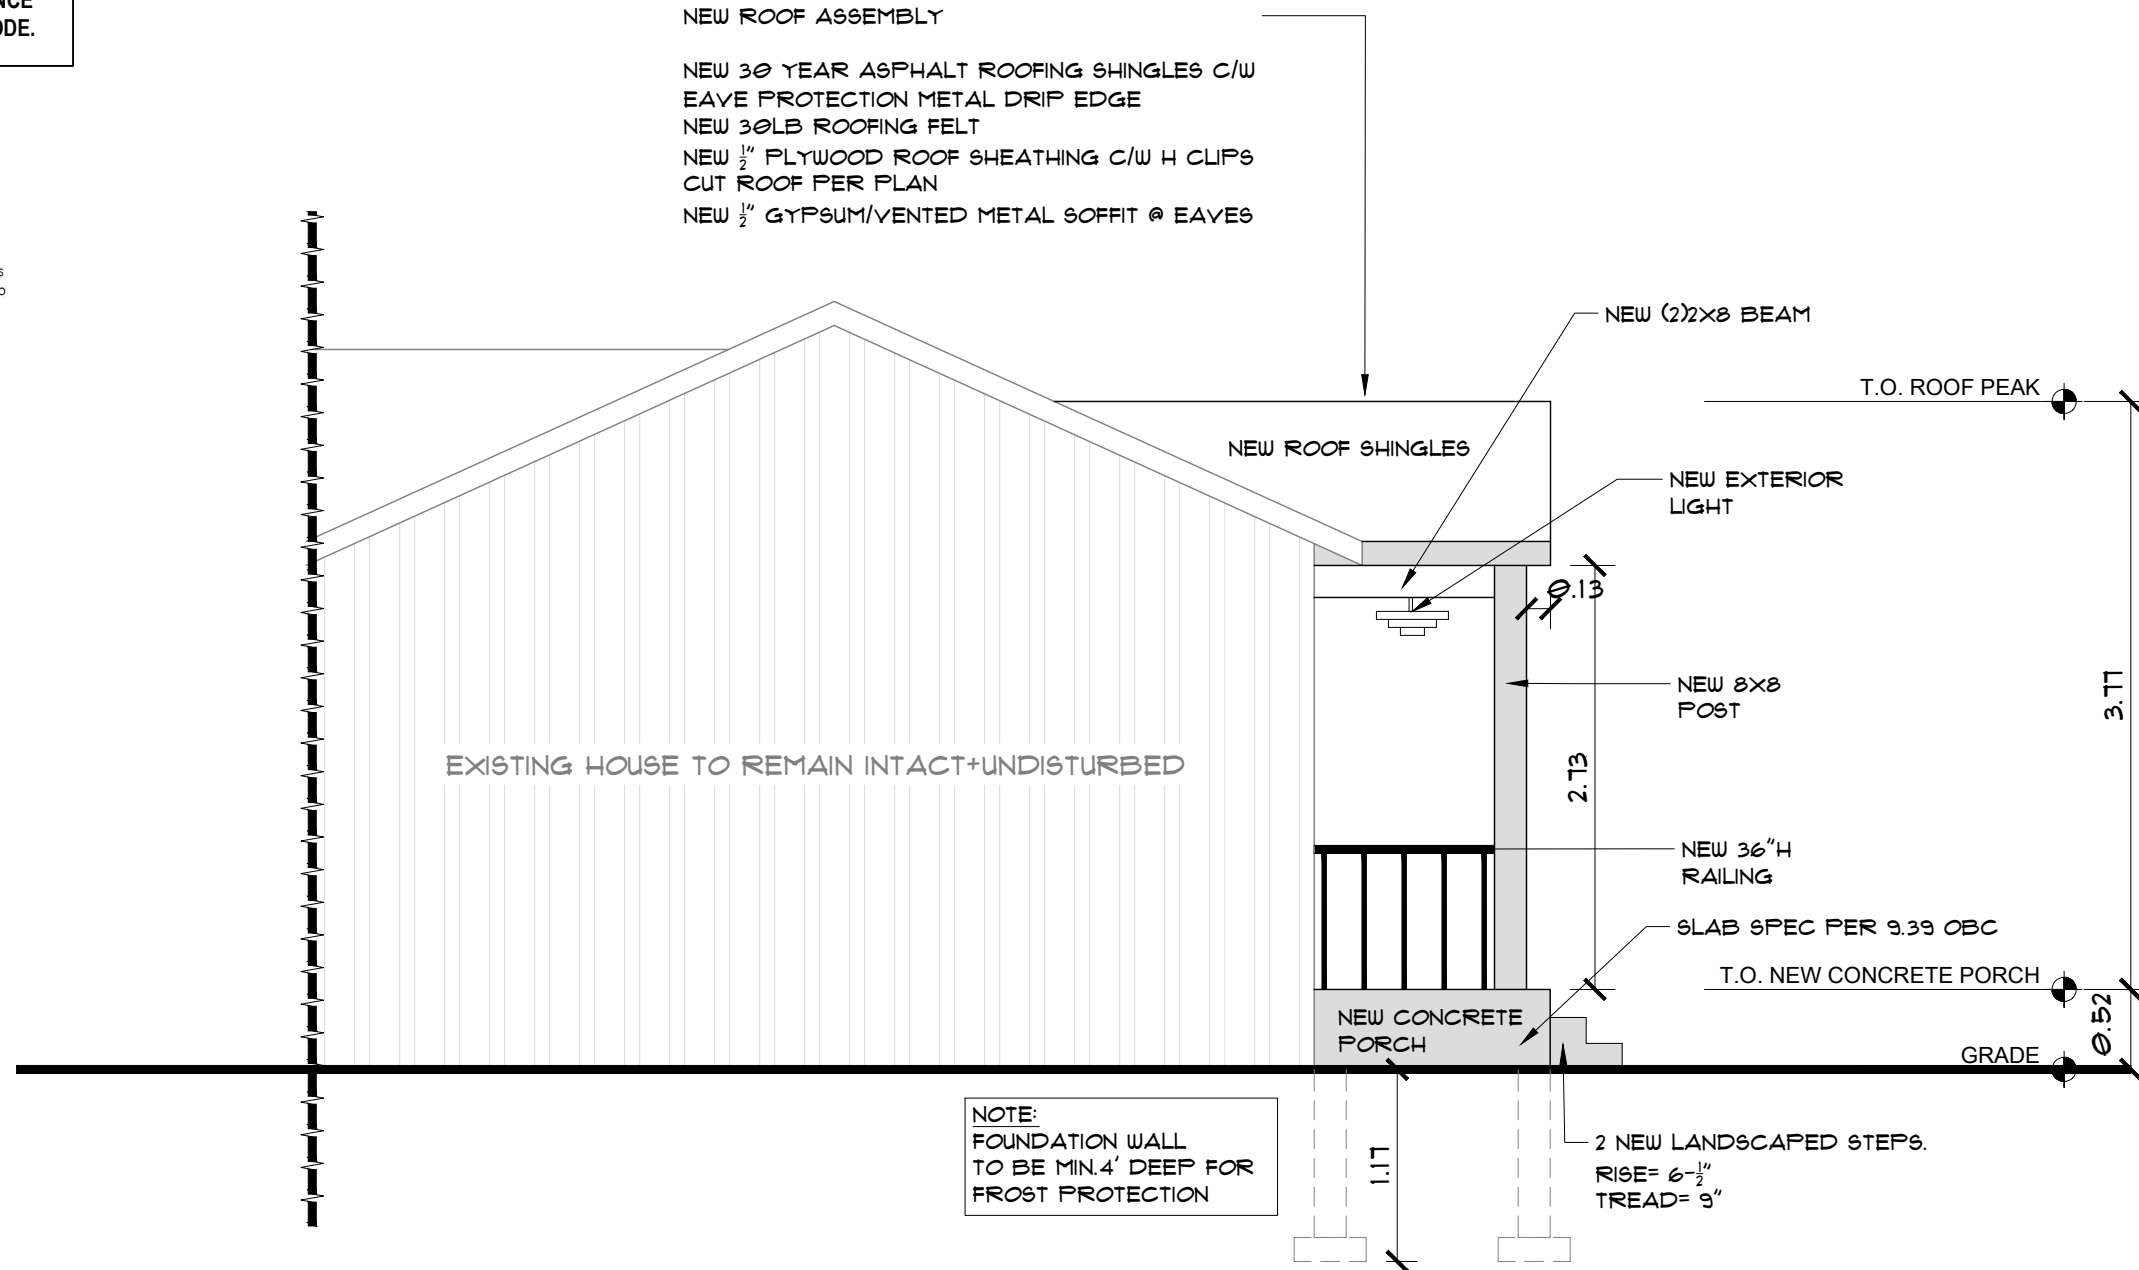 NCE
ODE.
S
O
NEW ROOF ASSEMBLY
NEW 30 YEAR ASPHALT ROOFING SHINGLES C/W
EAVE PROTECTION METAL DRIP EDGE
NEW 30LB ROOFING FELT
NEW ½" PLYWOOD ROOF SHEATHING C/W H CLIPS
CUT ROOF PER PLAN
NEW ½" GYPSUM/VENTED METAL SOFFIT @ EAVES
NEW (2)2X8 BEAM
T.O. ROOF PEAK
NEW ROOF SHINGLES
NEW EXTERIOR
LIGHT
0.13
NEW 8X8
POST
3.77
2.73
EXISTING HOUSE TO REMAIN INTACT+UNDISTURBED
NEW 36"H
RAILING
SLAB SPEC PER 9.39 OBC
T.O. NEW CONCRETE PORCH
NEW CONCRETE
PORCH
0.52
GRADE
NOTE:
FOUNDATION WALL
TO BE MIN.4' DEEP FOR
FROST PROTECTION
1.17
2 NEW LANDSCAPED STEPS.
RISE= 6-½"
TREAD= 9"